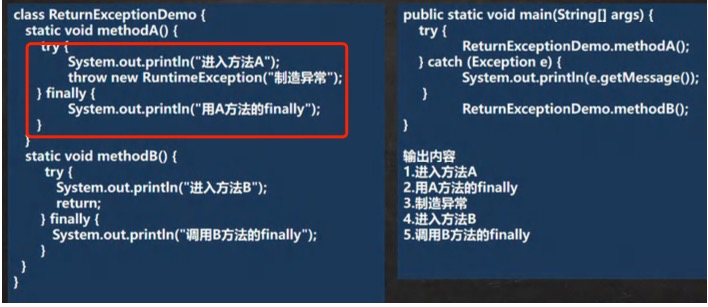 class ReturnExceptionDemo {
static void methodA() {
try {
System.out.println("进入方法A");
throw new RuntimeException("制造异常");
} finally {
System.out.println("用A方法的finally");
}
}
static void methodB() {
try {
System.out.println("进入方法B");
return;
} finally {
System.out.println("调用B方法的finally");
}
}
}
public static void main(String[] args) {
try {
ReturnExceptionDemo.methodA();
} catch (Exception e) {
System.out.println(e.getMessage());
}
ReturnExceptionDemo.methodB();
}
输出内容
1.进入方法A
2.用A方法的finally
3.制造异常
4.进入方法B
5.调用B方法的finally